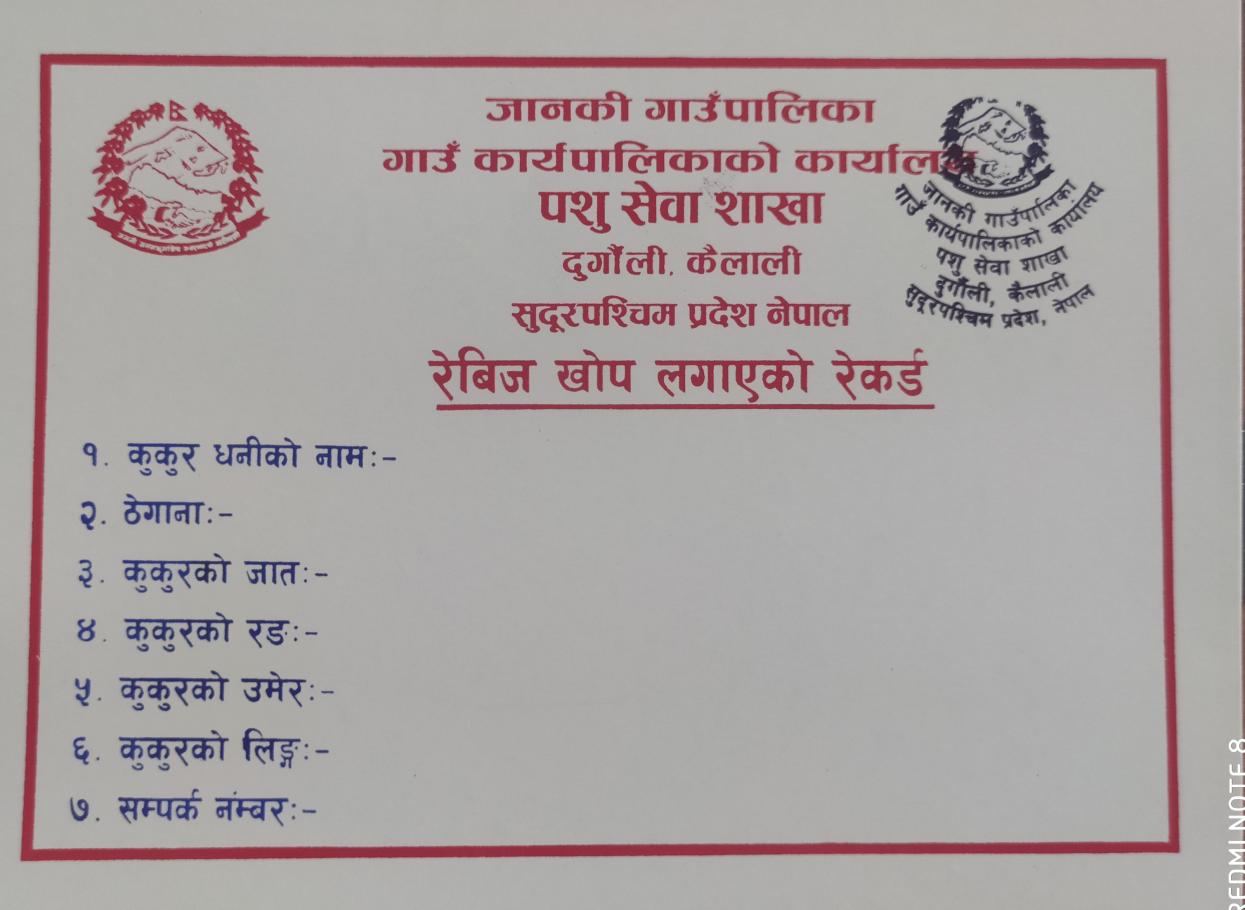 जानकी गाउँपालिका
गाउँ कार्यपालिकाको कार्यालय
पशु सेवा शाखा
दुर्गौली, कैलाली
सुदूरपश्चिम प्रदेश नेपाल
रेबिज खोप लगाएको रेकर्ड
जानकी गाउँपालिका
गाउँ कार्यपालिकाको कार्यालय
पशु सेवा शाखा
दुर्गौली, कैलाली
सुदूरपश्चिम प्रदेश, नेपाल
१. कुकुर धनीको नामः-
२. ठेगानाः-
३. कुकुरको जातः-
४. कुकुरको रङः-
५. कुकुरको उमेरः-
६. कुकुरको लिङ्गः-
७. सम्पर्क नंम्बरः-
REDMI NOTE 8